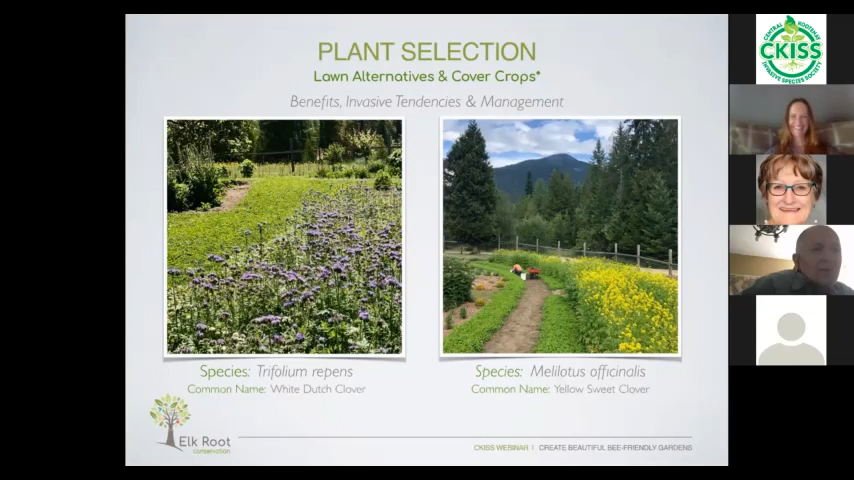 PLANT SELECTION
Lawn Alternatives & Cover Crops*
Benefits, Invasive Tendencies & Management
Species: Trifolium repens
Common Name: White Dutch Clover
Species: Melilotus officinalis
Common Name: Yellow Sweet Clover
Elk Root
conservation
CKISS WEBINAR | CREATE BEAUTIFUL BEE-FRIENDLY GARDENS
CENTRAL KOOTENAY
CKISS
INVASIVE SPECIES SOCIETY